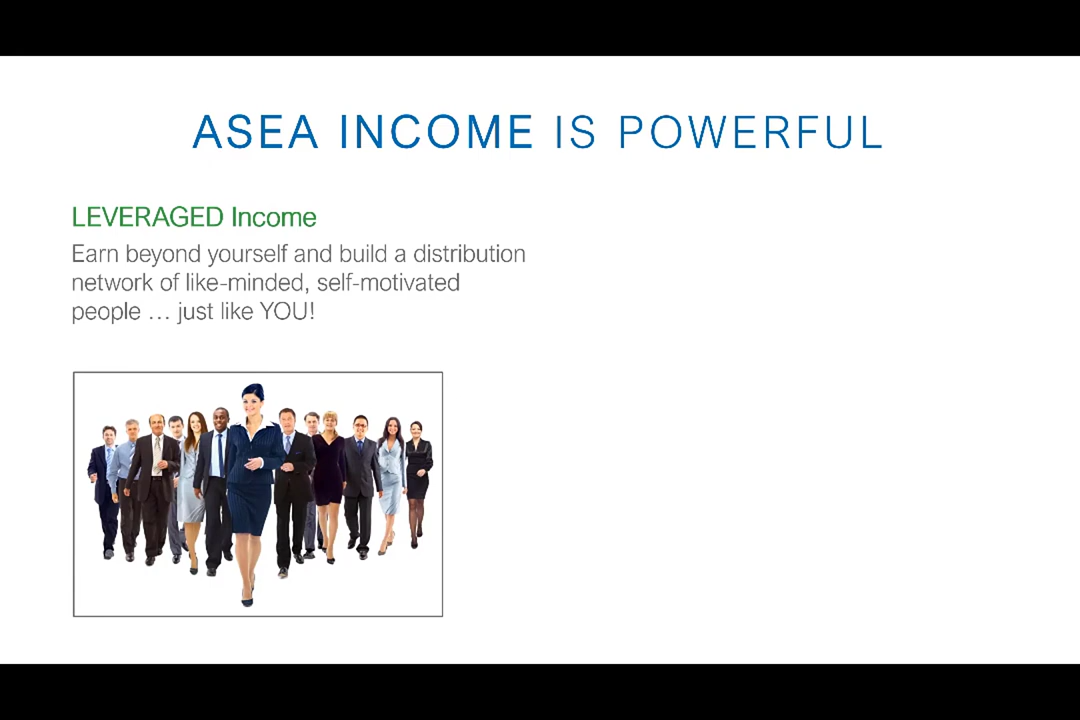 ASEA INCOME IS POWERFUL
LEVERAGED Income
Earn beyond yourself and build a distribution
network of like-minded, self-motivated
people … just like YOU!